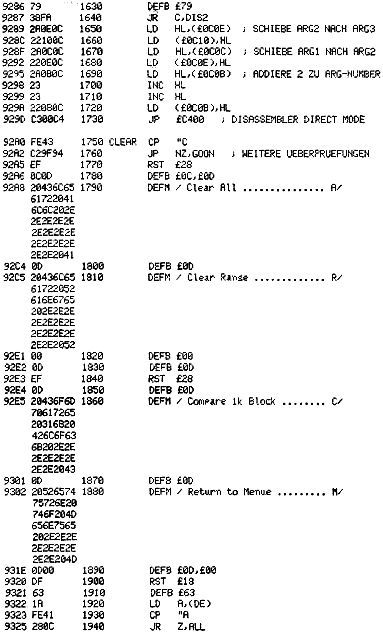 9286 79 1630 DEFB £79
9287 38FA 1640 JR C,DIS2
9289 2A0E0C 1650 LD HL,(£0C0E) ; SCHIEBE ARG2 NACH ARG3
928C 22100C 1660 LD (£0C10),HL
928F 2A0C0C 1670 LD HL,(£0C0C) ; SCHIEBE ARG1 NACH ARG2
9292 220E0C 1680 LD (£0C0E),HL
9295 2A0B0C 1690 LD HL,(£0C0B) ; ADDIERE 2 ZU ARG-NUMBER
9298 23 1700 INC HL
9299 23 1710 INC HL
929A 220B0C 1720 LD (£0C0B),HL
929D C300C4 1730 JP £C400 ; DISASSEMBLER DIRECT MODE
92A0 FE43 1750 CLEAR CP "C
92A2 C29F94 1760 JP NZ,GOON ; WEITERE UEBERPRUEFUNGEN
92A5 EF 1770 RST £28
92A6 0C0D 1780 DEFB £0C,£0D
92A8 20436C65 1790 DEFM / Clear All ............... A/
61722041
6C6C202E
2E2E2E2E
2E2E2E2E
2E2E2E2E
2E2E2041
92C4 0D 1800 DEFB £0D
92C5 20436C65 1810 DEFM / Clear Range ............. R/
61722052
616E6765
202E2E2E
2E2E2E2E
2E2E2E2E
2E2E2052
92E1 00 1820 DEFB £00
92E2 0D 1830 DEFB £0D
92E3 EF 1840 RST £28
92E4 0D 1850 DEFB £0D
92E5 20436F6D 1860 DEFM / Compare 1k Block ........ C/
70617265
20316B20
426C6F63
6B202E2E
2E2E2E2E
2E2E2043
9301 0D 1870 DEFB £0D
9302 20526574 1880 DEFM / Return to Menue ......... M/
75726E20
746F204D
656E7565
202E2E2E
2E2E2E2E
2E2E204D
931E 0D00 1890 DEFB £0D,£00
9320 DF 1900 RST £18
9321 63 1910 DEFB £63
9322 1A 1920 LD A,(DE)
9323 FE41 1930 CP "A
9325 280C 1940 JR Z,ALL